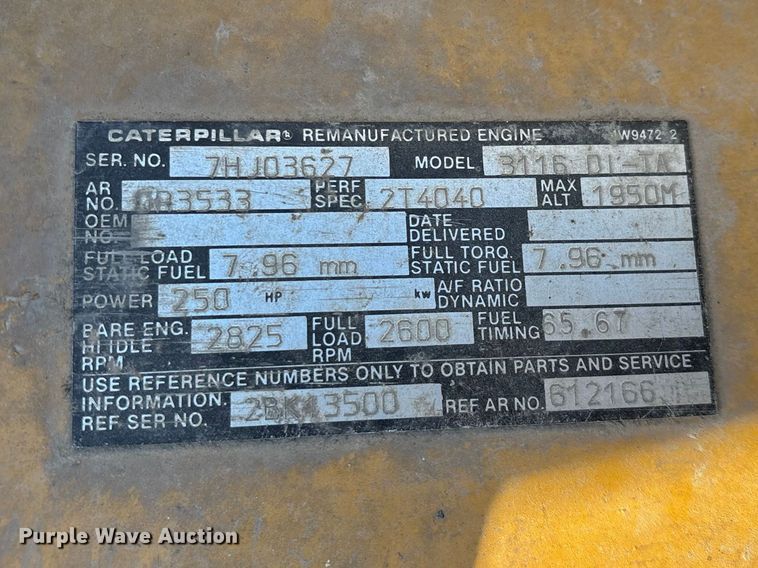 CATERPILLAR® REMANUFACTURED ENGINE 1W9472 2
SER. NO. 7HJ03627 MODEL 3116 DI-TA
AR NO. 3533 PERF SPEC. 2T4040 MAX ALT 1950M
OEM NO. DATE DELIVERED
FULL LOAD STATIC FUEL 7.96 mm FULL TORQ. STATIC FUEL 7.96 mm
POWER 250 HP kw A/F RATIO DYNAMIC
BARE ENG. HI IDLE RPM 2825 FULL LOAD RPM 2600 FUEL TIMING 65.67
USE REFERENCE NUMBERS ONLY TO OBTAIN PARTS AND SERVICE
INFORMATION.
REF SER NO. 2BK43500 REF AR NO. 612166
Purple Wave Auction